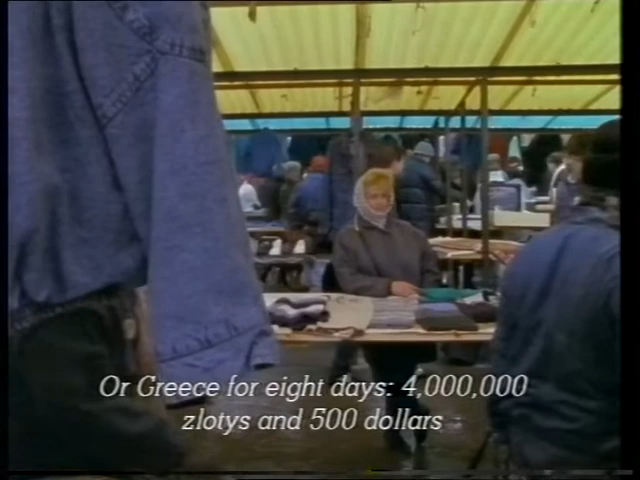 Or Greece for eight days: 4,000,000
zlotys and 500 dollars